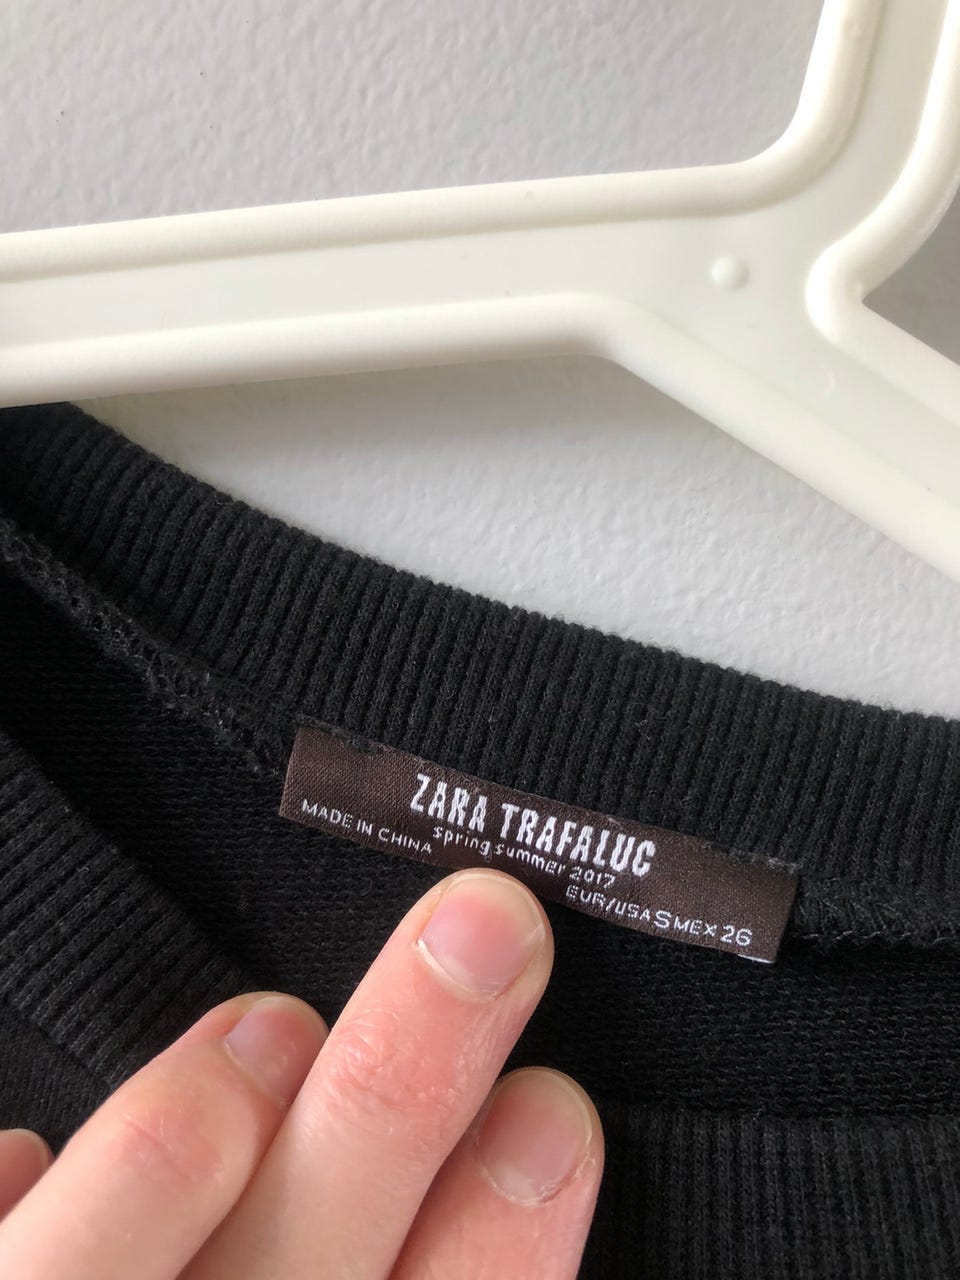 ZARA TRAFALUC
MADE IN CHINA
spring summer 2017
EUR/USA S MEX 26